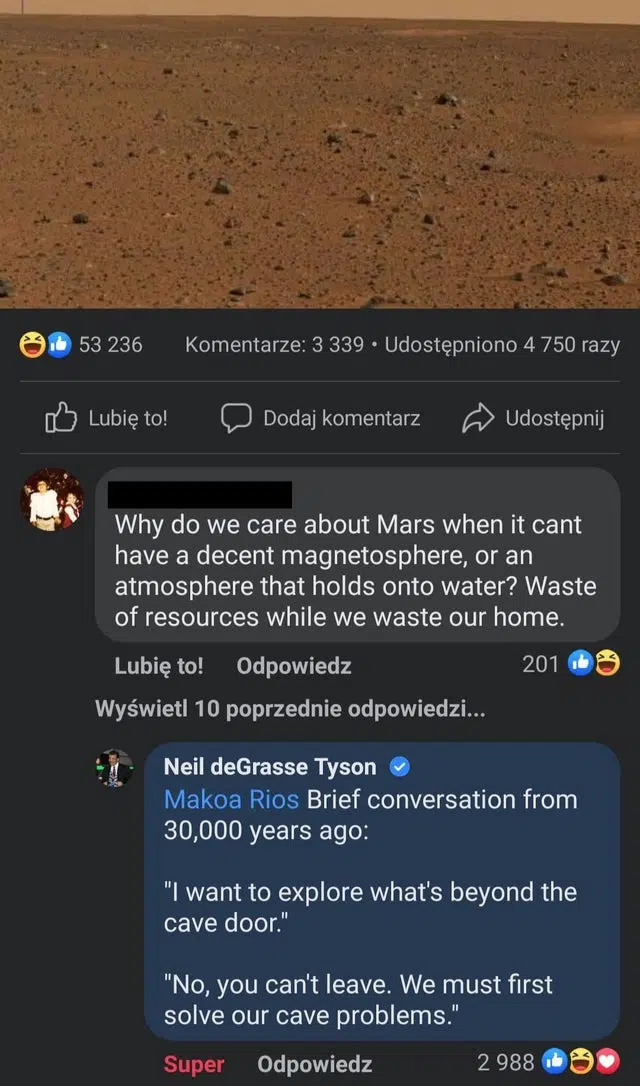 53 236 Komentarze: 3 339 • Udostępniono 4 750 razy
Lubię to! Dodaj komentarz Udostępnij
Why do we care about Mars when it cant
have a decent magnetosphere, or an
atmosphere that holds onto water? Waste
of resources while we waste our home.
Lubię to! Odpowiedz 201
Wyświetl 10 poprzednie odpowiedzi...
Neil deGrasse Tyson
Makoa Rios Brief conversation from
30,000 years ago:
"I want to explore what's beyond the
cave door."
"No, you can't leave. We must first
solve our cave problems."
Super Odpowiedz 2 988